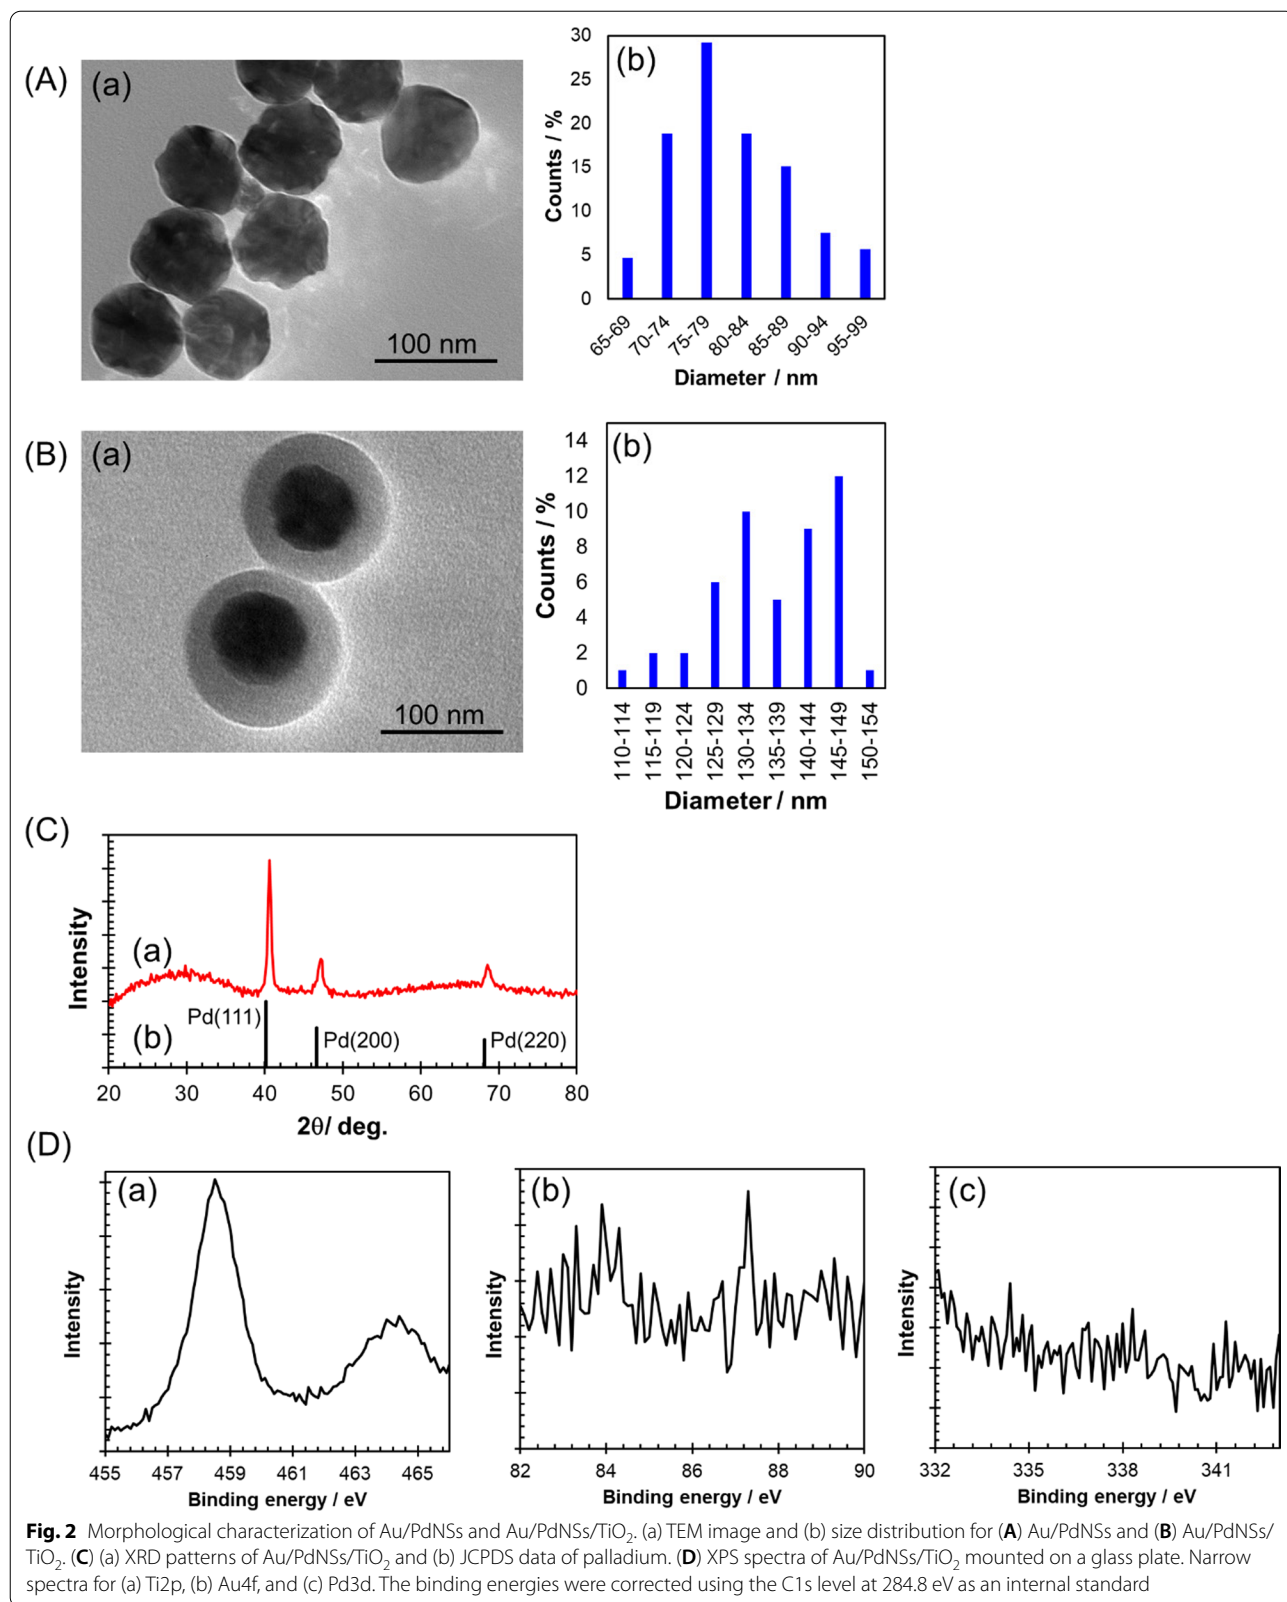 (A)
(a)
100 nm
(b)
Counts / %
30
25
20
15
10
5
0
65-69
70-74
75-79
80-84
85-89
90-94
95-99
Diameter / nm
(B)
(a)
100 nm
(b)
Counts / %
14
12
10
8
6
4
2
0
110-114
115-119
120-124
125-129
130-134
135-139
140-144
145-149
150-154
Diameter / nm
(C)
Intensity
(a)
(b)
Pd(111)
Pd(200)
Pd(220)
20 30 40 50 60 70 80
2θ/ deg.
(D)
(a)
Intensity
455 457 459 461 463 465
Binding energy / eV
(b)
Intensity
82 84 86 88 90
Binding energy / eV
(c)
Intensity
332 335 338 341
Binding energy / eV
Fig. 2 Morphological characterization of Au/PdNSs and Au/PdNSs/TiO₂. (a) TEM image and (b) size distribution for (A) Au/PdNSs and (B) Au/PdNSs/
TiO₂. (C) (a) XRD patterns of Au/PdNSs/TiO₂ and (b) JCPDS data of palladium. (D) XPS spectra of Au/PdNSs/TiO₂ mounted on a glass plate. Narrow
spectra for (a) Ti2p, (b) Au4f, and (c) Pd3d. The binding energies were corrected using the C1s level at 284.8 eV as an internal standard